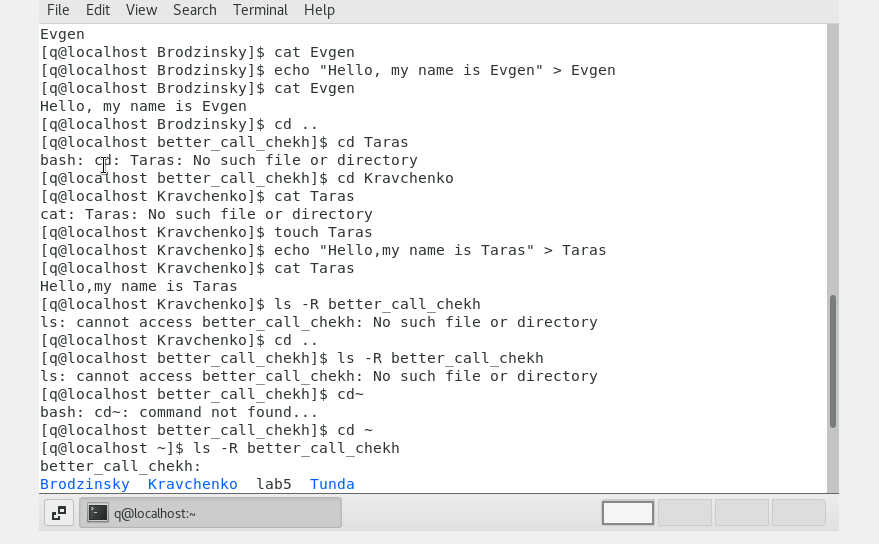 File Edit View Search Terminal Help
Evgen
[q@localhost Brodzinsky]$ cat Evgen
[q@localhost Brodzinsky]$ echo "Hello, my name is Evgen" > Evgen
[q@localhost Brodzinsky]$ cat Evgen
Hello, my name is Evgen
[q@localhost Brodzinsky]$ cd ..
[q@localhost better_call_chekh]$ cd Taras
bash: cd: Taras: No such file or directory
[q@localhost better_call_chekh]$ cd Kravchenko
[q@localhost Kravchenko]$ cat Taras
cat: Taras: No such file or directory
[q@localhost Kravchenko]$ touch Taras
[q@localhost Kravchenko]$ echo "Hello,my name is Taras" > Taras
[q@localhost Kravchenko]$ cat Taras
Hello,my name is Taras
[q@localhost Kravchenko]$ ls -R better_call_chekh
ls: cannot access better_call_chekh: No such file or directory
[q@localhost Kravchenko]$ cd ..
[q@localhost better_call_chekh]$ ls -R better_call_chekh
ls: cannot access better_call_chekh: No such file or directory
[q@localhost better_call_chekh]$ cd~
bash: cd~: command not found...
[q@localhost better_call_chekh]$ cd ~
[q@localhost ~]$ ls -R better_call_chekh
better_call_chekh:
Brodzinsky  Kravchenko  lab5  Tunda
q@localhost:~